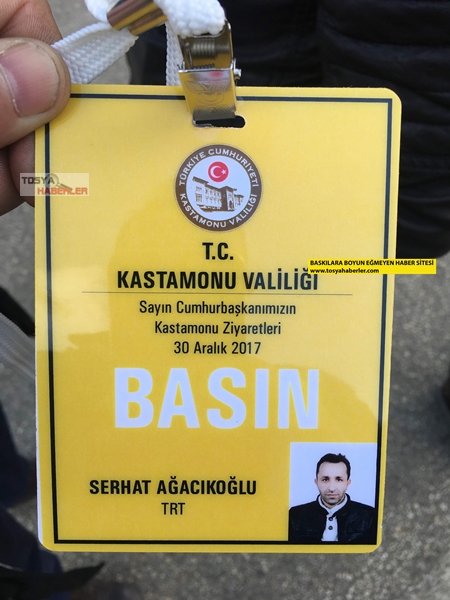 TÜRKİYE CUMHURİYETİ
KASTAMONU VALİLİĞİ
TOSYA
HABERLER
T.C.
KASTAMONU VALİLİĞİ
BASKILARA BOYUN EĞMEYEN HABER SİTESİ
www.tosyahaberler.com
Sayın Cumhurbaşkanımızın
Kastamonu Ziyaretleri
30 Aralık 2017
BASIN
SERHAT AĞACIKOĞLU
TRT